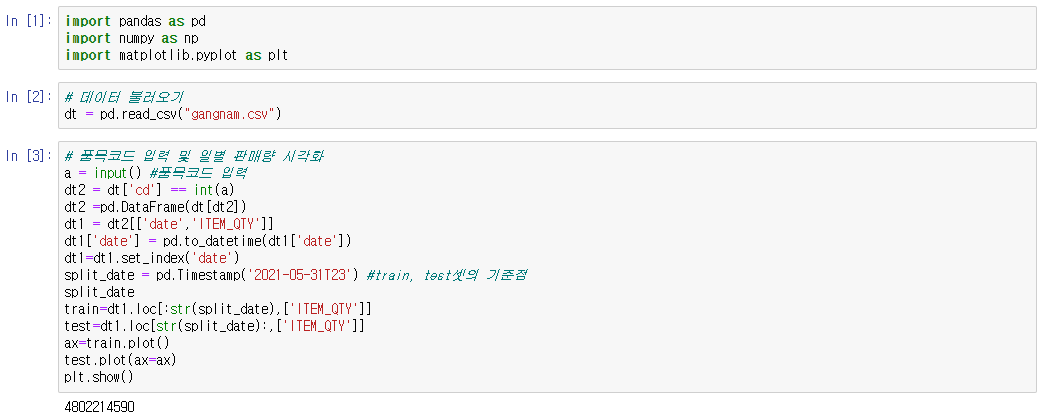 In [1]:
import pandas as pd
import numpy as np
import matplotlib.pyplot as plt
In [2]:
# 데이터 불러오기
dt = pd.read_csv("gangnam.csv")
In [3]:
# 품목코드 입력 및 일별 판매량 시각화
a = input() #품목코드 입력
dt2 = dt['cd'] == int(a)
dt2 =pd.DataFrame(dt[dt2])
dt1 = dt2[['date','ITEM_QTY']]
dt1['date'] = pd.to_datetime(dt1['date'])
dt1=dt1.set_index('date')
split_date = pd.Timestamp('2021-05-31T23') #train, test셋의 기준점
split_date
train=dt1.loc[:str(split_date),['ITEM_QTY']]
test=dt1.loc[str(split_date):,['ITEM_QTY']]
ax=train.plot()
test.plot(ax=ax)
plt.show()
4802214590